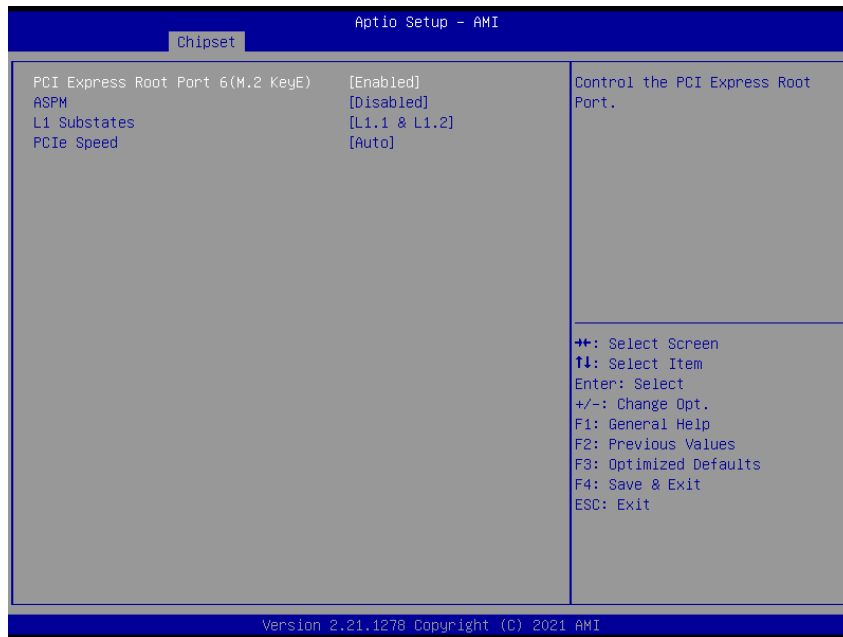 Aptio Setup – AMI
Chipset
PCI Express Root Port 6(M.2 KeyE) [Enabled]
ASPM [Disabled]
L1 Substates [L1.1 & L1.2]
PCIe Speed [Auto]
Control the PCI Express Root
Port.
→←: Select Screen
↑↓: Select Item
Enter: Select
+/-: Change Opt.
F1: General Help
F2: Previous Values
F3: Optimized Defaults
F4: Save & Exit
ESC: Exit
Version 2.21.1278 Copyright (C) 2021 AMI